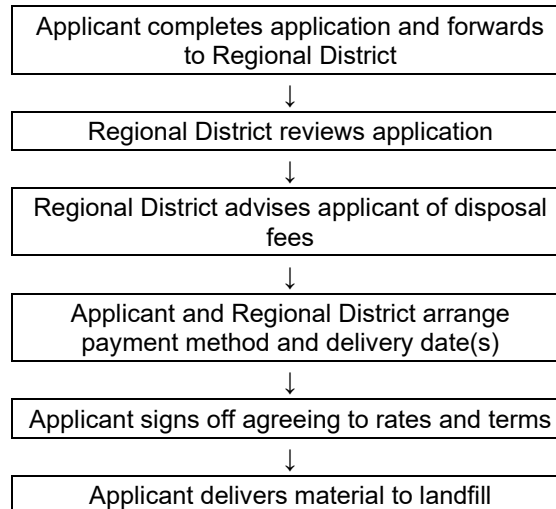 Applicant completes application and forwards
to Regional District
↓
Regional District reviews application
↓
Regional District advises applicant of disposal
fees
↓
Applicant and Regional District arrange
payment method and delivery date(s)
↓
Applicant signs off agreeing to rates and terms
↓
Applicant delivers material to landfill